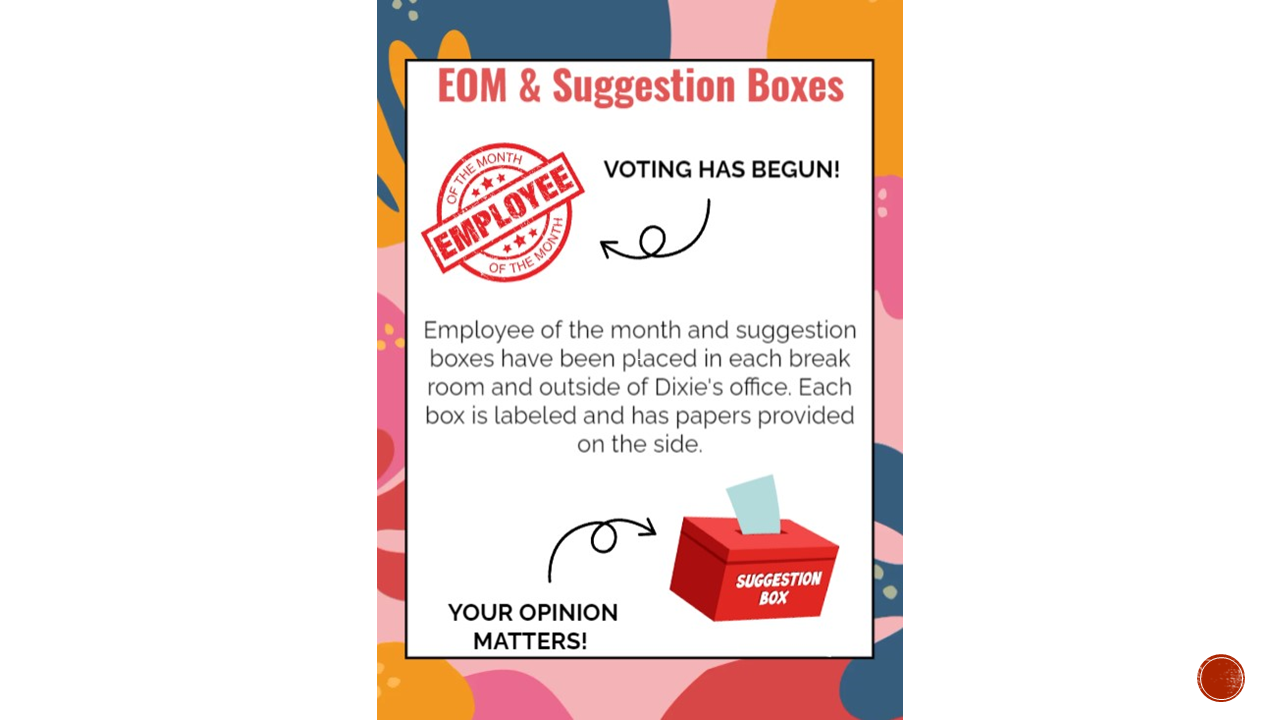 EOM & Suggestion Boxes
OF THE MONTH
EMPLOYEE
OF THE MONTH
VOTING HAS BEGUN!
Employee of the month and suggestion
boxes have been placed in each break
room and outside of Dixie's office. Each
box is labeled and has papers provided
on the side.
SUGGESTION
BOX
YOUR OPINION
MATTERS!